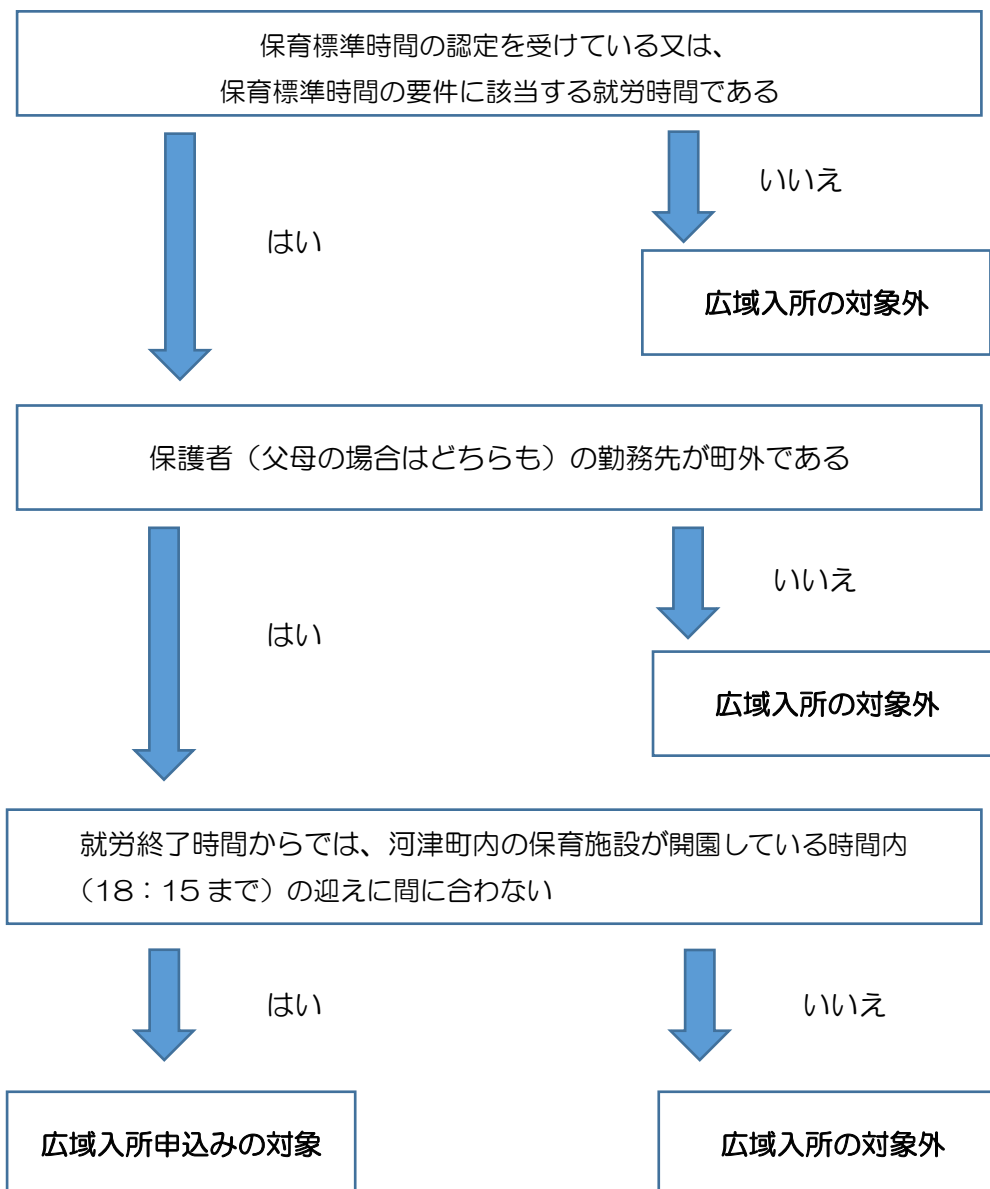 保育標準時間の認定を受けている又は、
保育標準時間の要件に該当する就労時間である
いいえ
はい
広域入所の対象外
保護者（父母の場合はどちらも）の勤務先が町外である
いいえ
はい
広域入所の対象外
就労終了時間からでは、河津町内の保育施設が開園している時間内
（18：15まで）の迎えに間に合わない
はい
いいえ
広域入所申込みの対象
広域入所の対象外